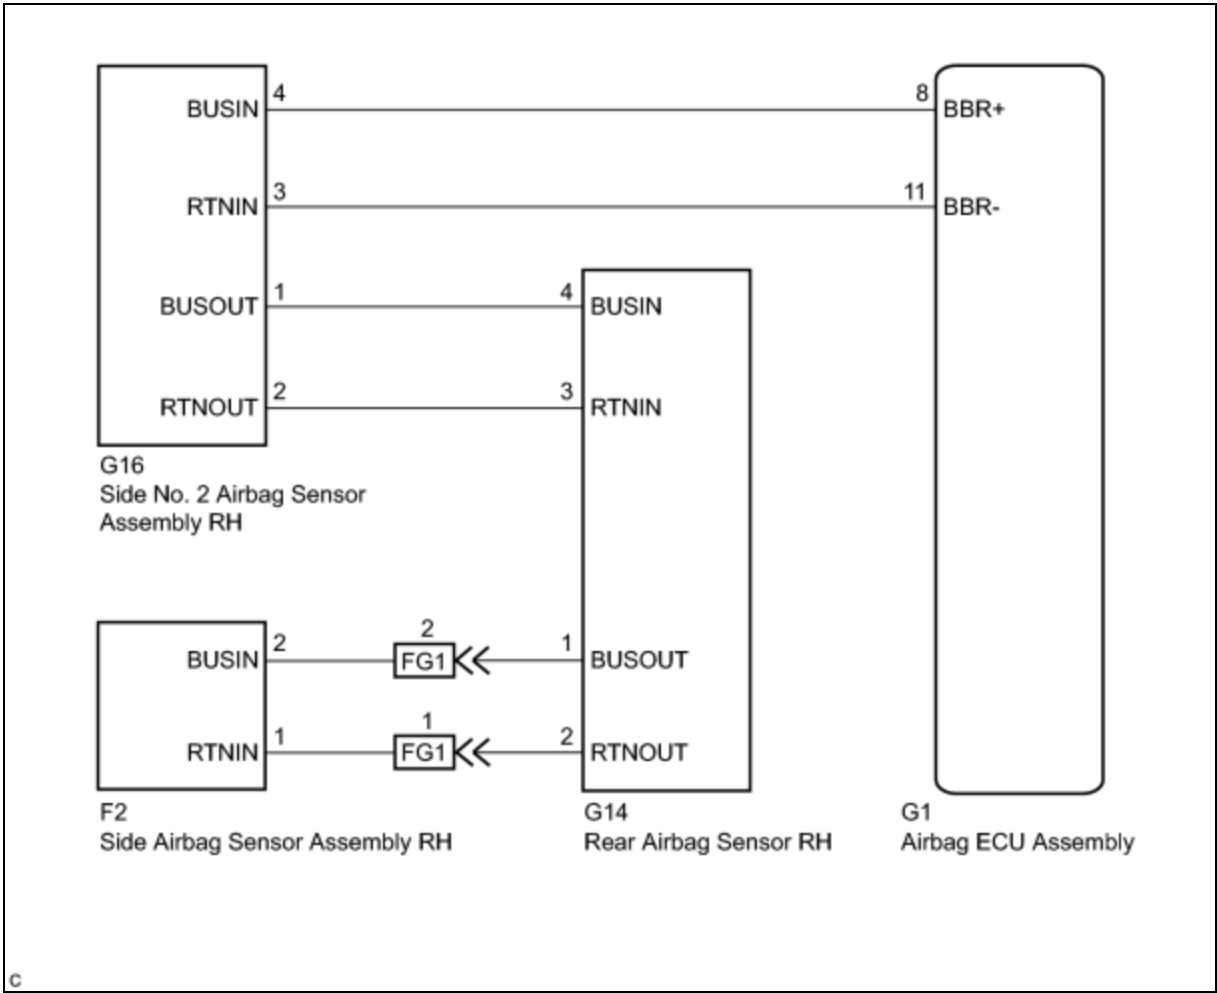 4
BUSIN
8
BBR+
3
RTNIN
11
BBR-
1
BUSOUT
4
BUSIN
2
RTNOUT
3
RTNIN
G16
Side No. 2 Airbag Sensor
Assembly RH
2
BUSIN
2
FG1
1
BUSOUT
1
RTNIN
1
FG1
2
RTNOUT
F2
Side Airbag Sensor Assembly RH
G14
Rear Airbag Sensor RH
G1
Airbag ECU Assembly
c